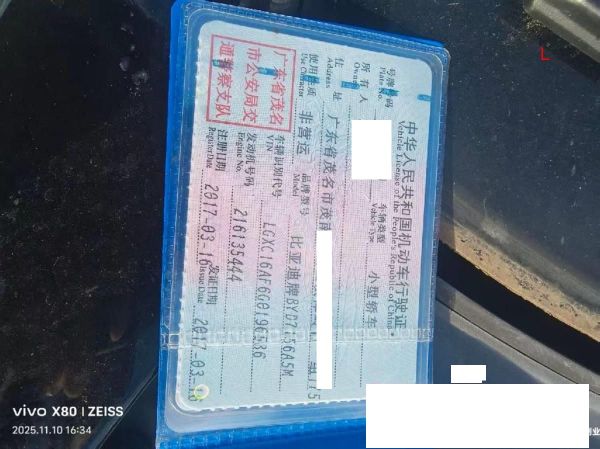 中华人民共和国机动车行驶证
Vehicle License of the People's Republic of China
号牌号码
Plate No.
车辆类型
Vehicle Type
小型轿车
所有人
Owner
住址
Address
广东省茂名市茂南
使用性质
Use Character
非营运
品牌型号
Model
比亚迪牌BYD7156A5M
广东省茂名
市公安局交
通警察支队
车辆识别代号
VIN
LGXC16AF6G0190536
发动机号码
Engine No.
216135444
注册日期
Register Date
2017-03-16
发证日期
Issue Date
2017-03-16
L
vivo X80 | ZEISS
2025.11.10 16:34